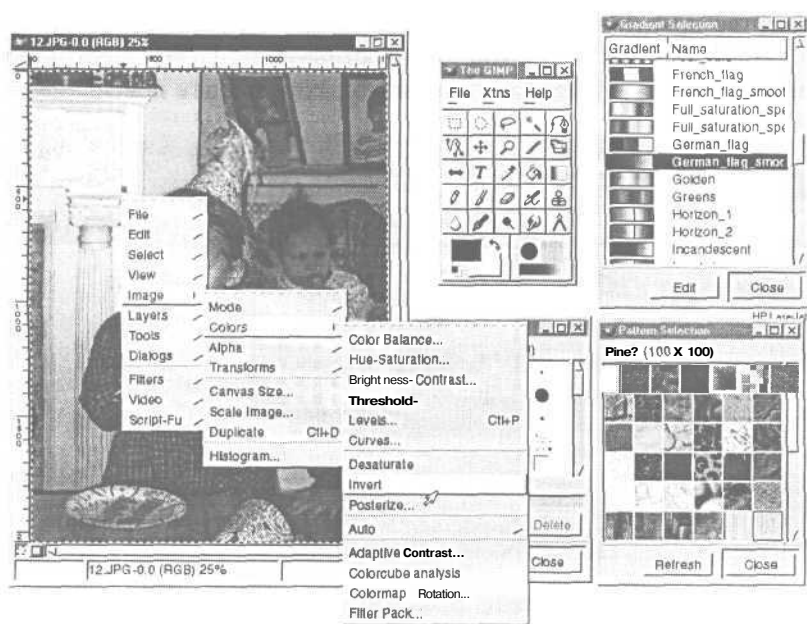 12.JPG-0.0 (RGB) 25%
The GIMP
File Xtns Help
Gradient Selection
Gradient Name
French_flag
French_flag_smoot
Full_saturation_spe
Full_saturation_spe
German_flag
German_flag_smoo
Golden
Greens
Horizon_1
Horizon_2
Incandescent
Edit Close
File
Edit
Select
View
Image
Layers
Tools
Dialogs
Filters
Video
Script-Fu
Mode
Colors
Alpha
Transforms
Canvas Size...
Scale Image...
Duplicate Ctl+D
Histogram...
Color Balance...
Hue-Saturation...
Bright ness- Contrast...
Threshold-
Levels... Ctl+P
Curves...
Desaturate
Invert
Posterize...
Auto
Adaptive Contrast...
Colorcube analysis
Colormap Rotation...
Filter Pack...
Delete
Close
Pattern Selection
Pine? (100 X 100)
Refresh Close
12.JPG-0.0 (RGB) 25%